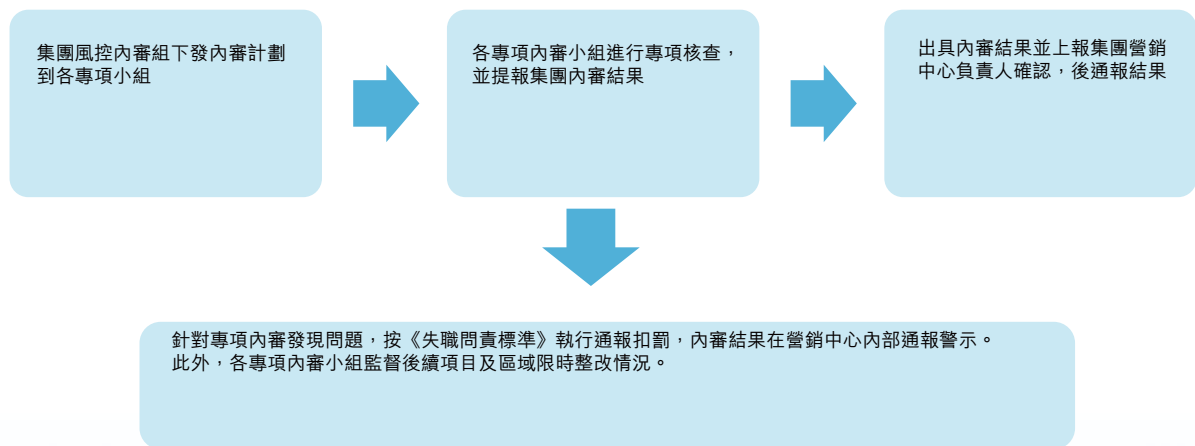 集團風控內審組下發內審計劃
到各專項小組
各專項內審小組進行專項核查，
並提報集團內審結果
出具內審結果並上報集團營銷
中心負責人確認，後通報結果
針對專項內審發現問題，按《失職問責標準》執行通報扣罰，內審結果在營銷中心內部通報警示。
此外，各專項內審小組監督後續項目及區域限時整改情況。